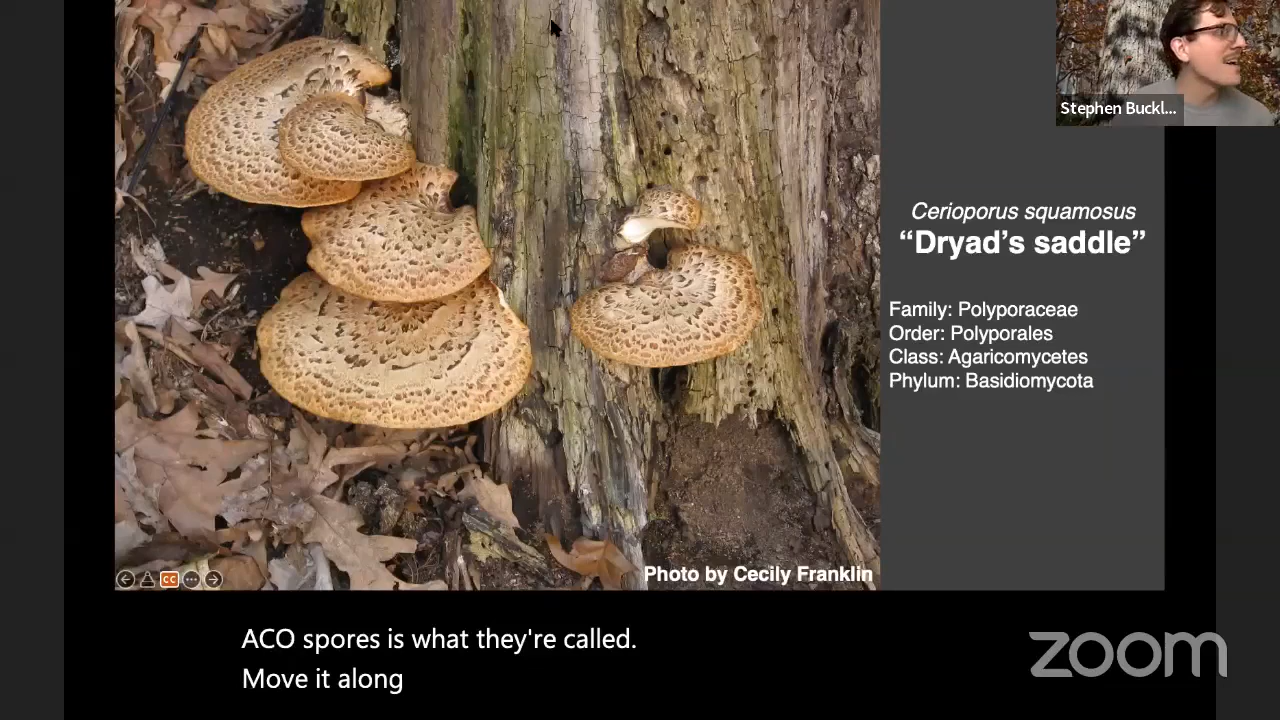 Stephen Buckl...
Cerioporus squamosus
“Dryad’s saddle”
Family: Polyporaceae
Order: Polyporales
Class: Agaricomycetes
Phylum: Basidiomycota
CC
Photo by Cecily Franklin
ACO spores is what they're called.
Move it along
zoom